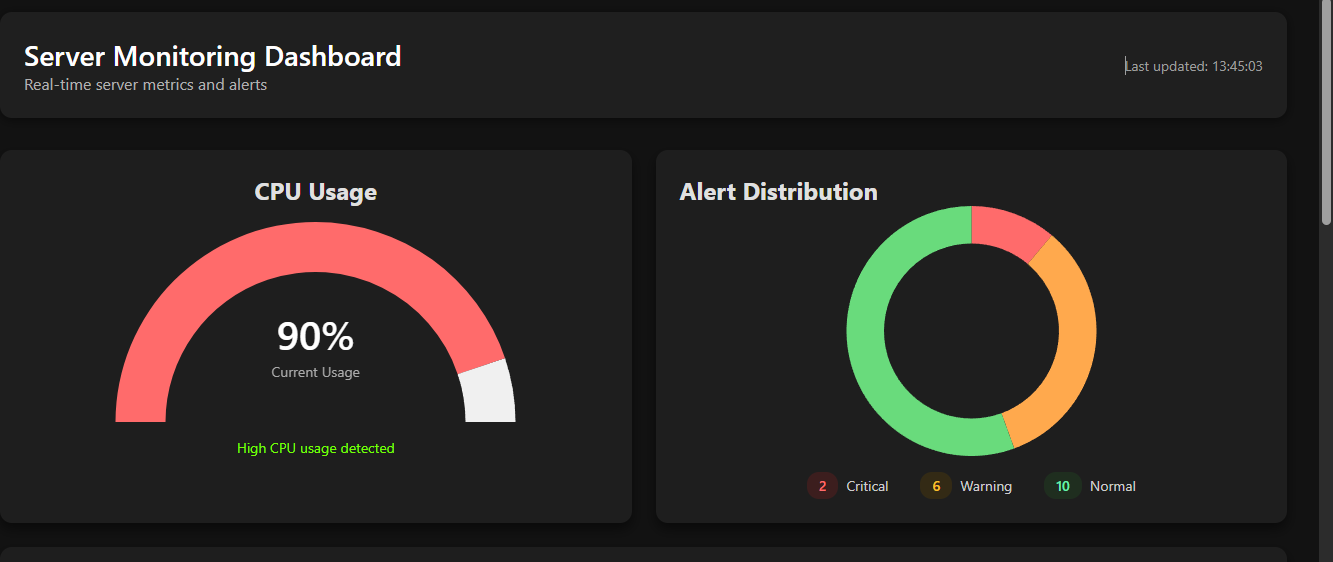 Server Monitoring Dashboard
Real-time server metrics and alerts
Last updated: 13:45:03
CPU Usage
90%
Current Usage
High CPU usage detected
Alert Distribution
2 Critical 6 Warning 10 Normal